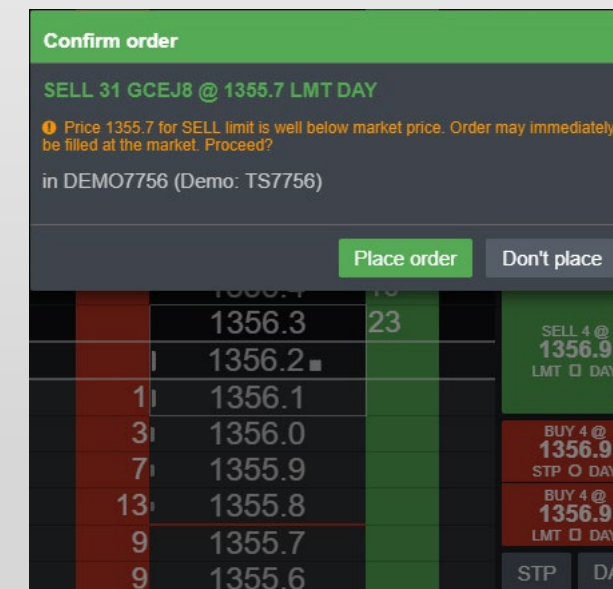 Confirm order
SELL 31 GCEJ8 @ 1355.7 LMT DAY
Price 1355.7 for SELL limit is well below market price. Order may immediately
be filled at the market. Proceed?
in DEMO7756 (Demo: TS7756)
Place order Don't place
1356.3 23
1356.2
1 1356.1
3 1356.0
7 1355.9
13 1355.8
9 1355.7
9 1355.6
SELL 4 @
1356.9
LMT DAY
BUY 4 @
1356.9
STP DAY
BUY 4 @
1356.9
LMT DAY
STP